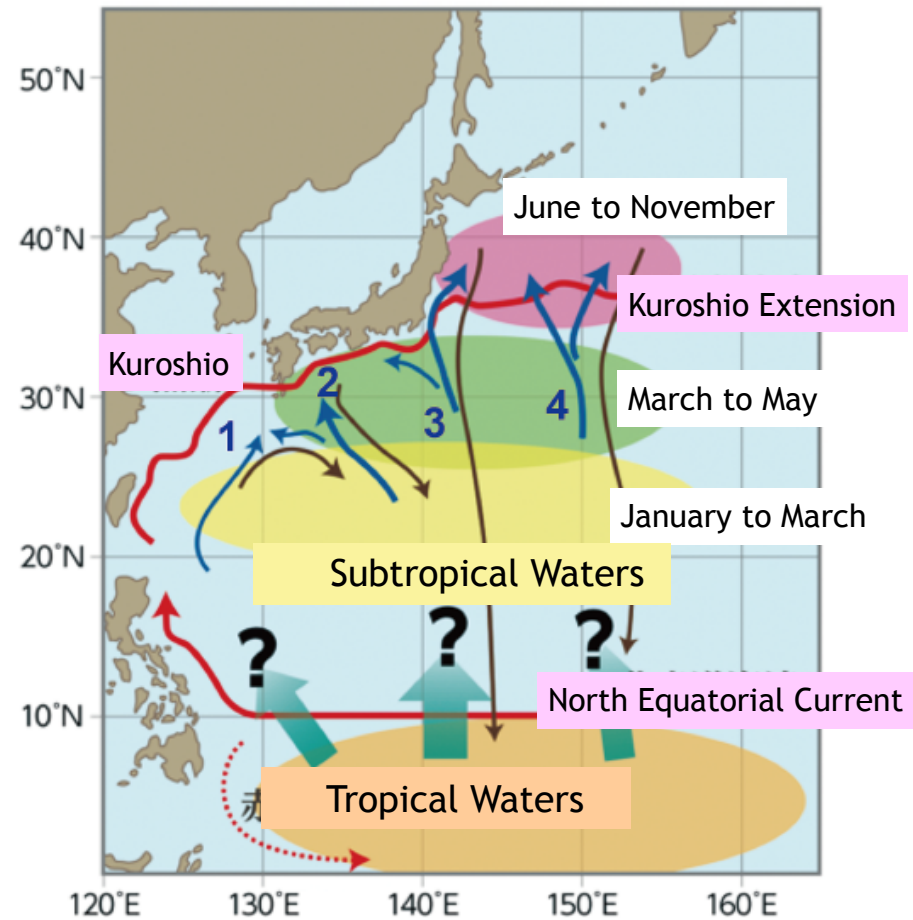 50°N
June to November
40°N
Kuroshio Extension
Kuroshio
2
30°N
March to May
4
3
1
January to March
20°N
Subtropical Waters
?
?
?
North Equatorial Current
10°N
Tropical Waters
赤
120°E
130°E
140°E
150°E
160°E